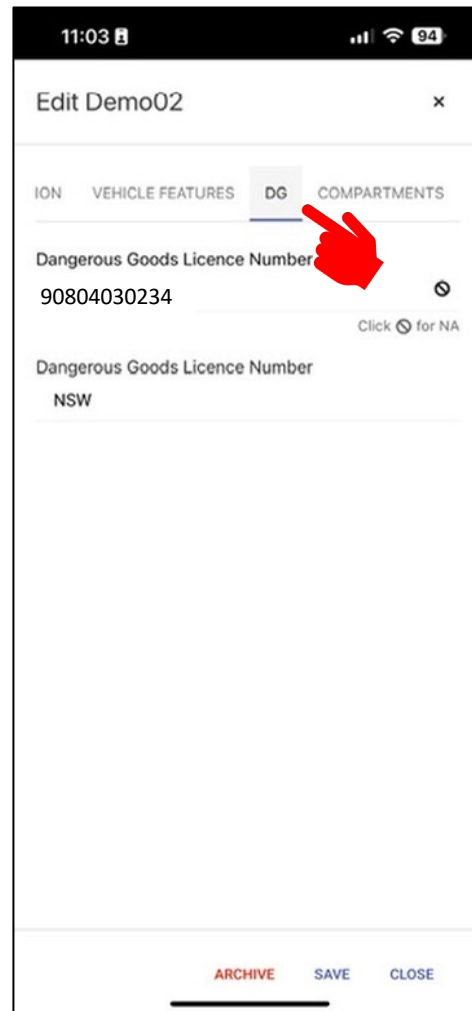 11:03 94
Edit Demo02 ×
ION VEHICLE FEATURES DG COMPARTMENTS
Dangerous Goods Licence Number
90804030234
Click 🛇 for NA
Dangerous Goods Licence Number
NSW
ARCHIVE SAVE CLOSE